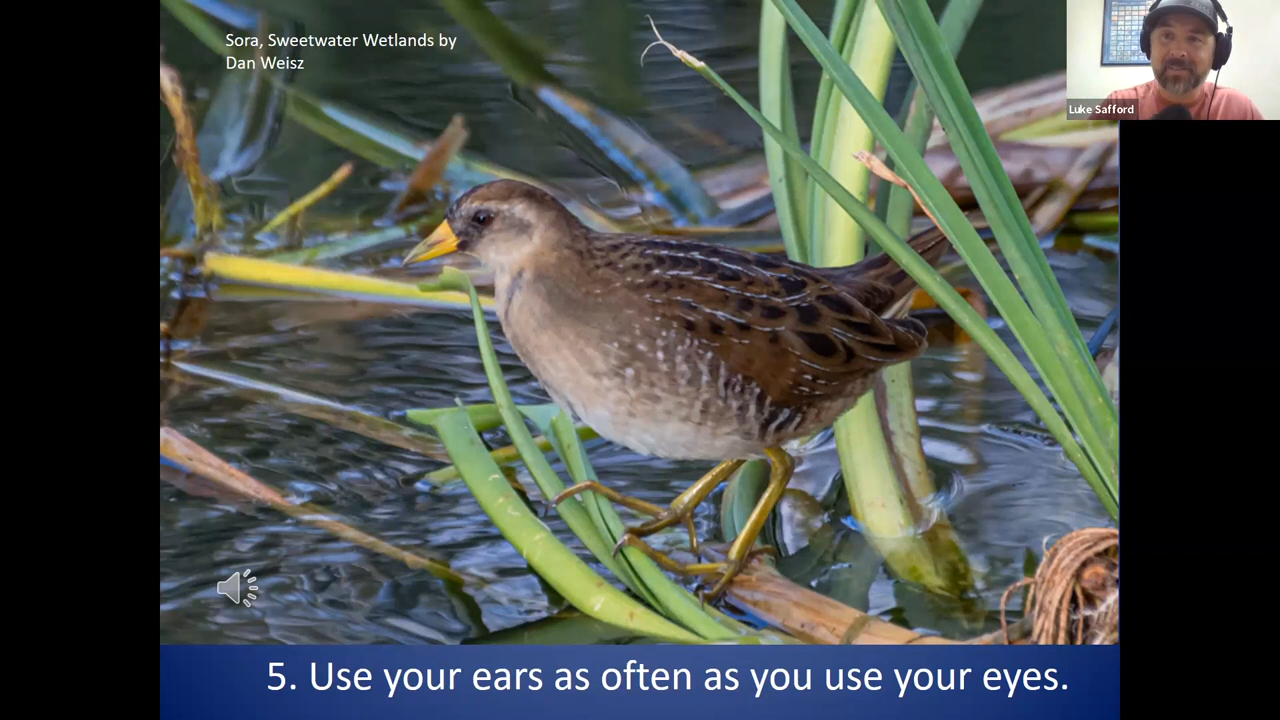 Sora, Sweetwater Wetlands by
Dan Weisz
Luke Safford
5. Use your ears as often as you use your eyes.